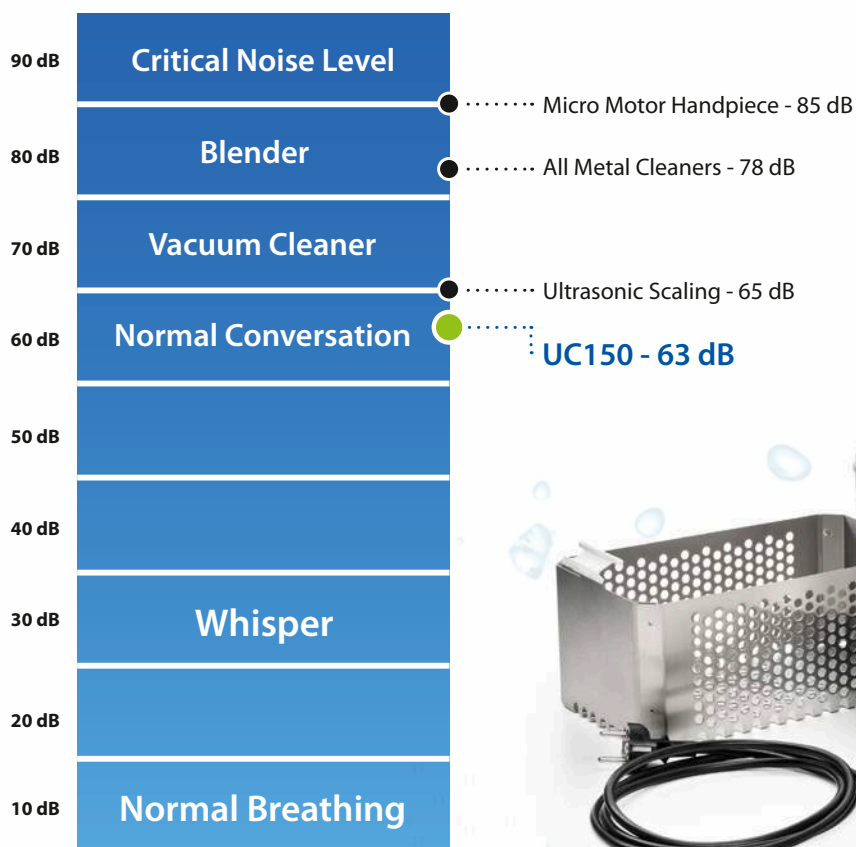 90 dB
Critical Noise Level
Micro Motor Handpiece - 85 dB
80 dB
Blender
All Metal Cleaners - 78 dB
70 dB
Vacuum Cleaner
Ultrasonic Scaling - 65 dB
60 dB
Normal Conversation
UC150 - 63 dB
50 dB
40 dB
30 dB
Whisper
20 dB
10 dB
Normal Breathing